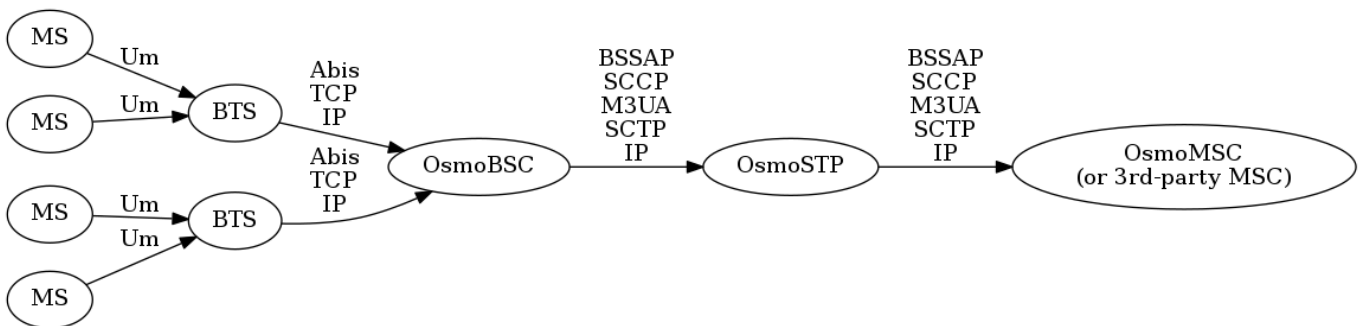 MS
Um
MS
Um
BTS
Abis
TCP
IP
MS
Um
MS
Um
BTS
Abis
TCP
IP
OsmoBSC
BSSAP
SCCP
M3UA
SCTP
IP
OsmoSTP
BSSAP
SCCP
M3UA
SCTP
IP
OsmoMSC
(or 3rd-party MSC)